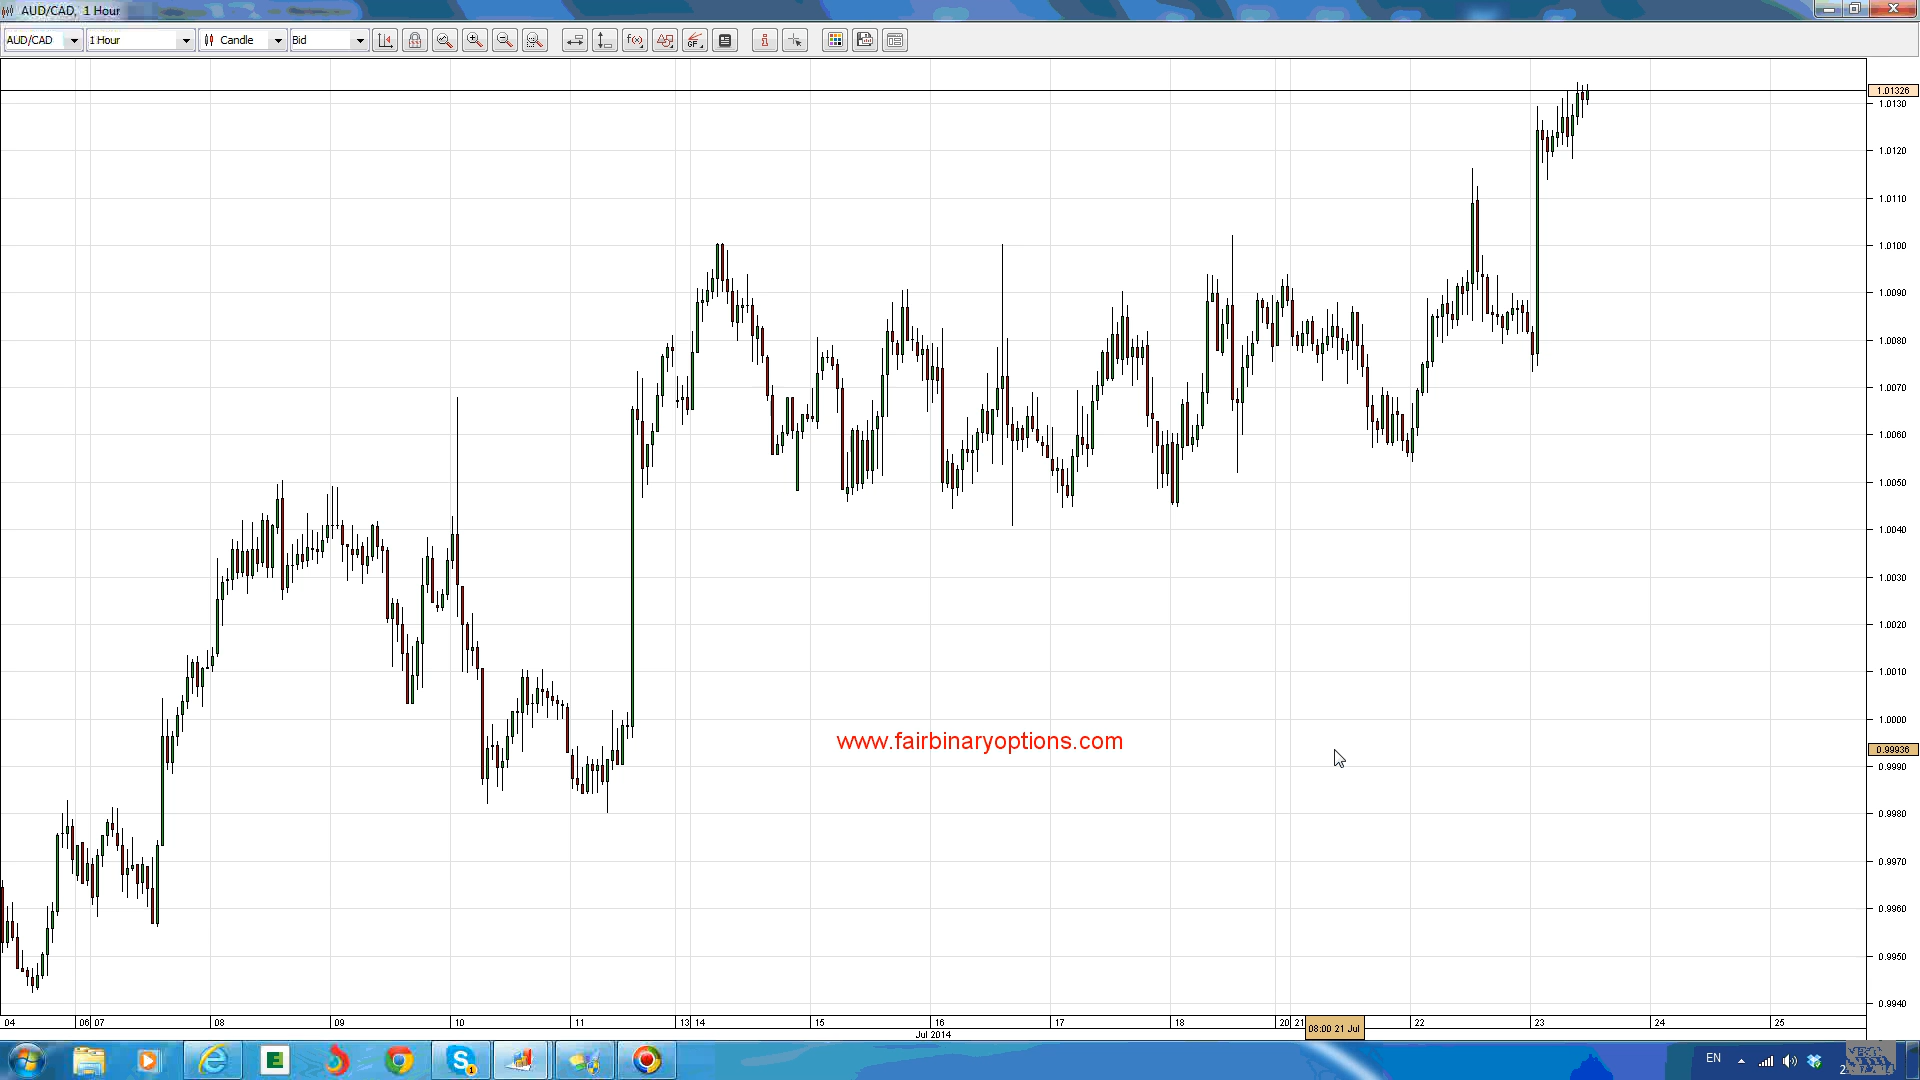 AUD/CAD, 1 Hour
AUD/CAD 1 Hour Candle Bid
f(x) GF
1.01326
1.0130
1.0120
1.0110
1.0100
1.0090
1.0080
1.0070
1.0060
1.0050
1.0040
1.0030
1.0020
1.0010
1.0000
0.99936
0.9990
0.9980
0.9970
0.9960
0.9950
0.9940
www.fairbinaryoptions.com
04 06 07 08 09 10 11 13 14 15 16 17 18 20 21 22 23 24 25
08:00 21 Jul
Jul 2014
E S 1 EN